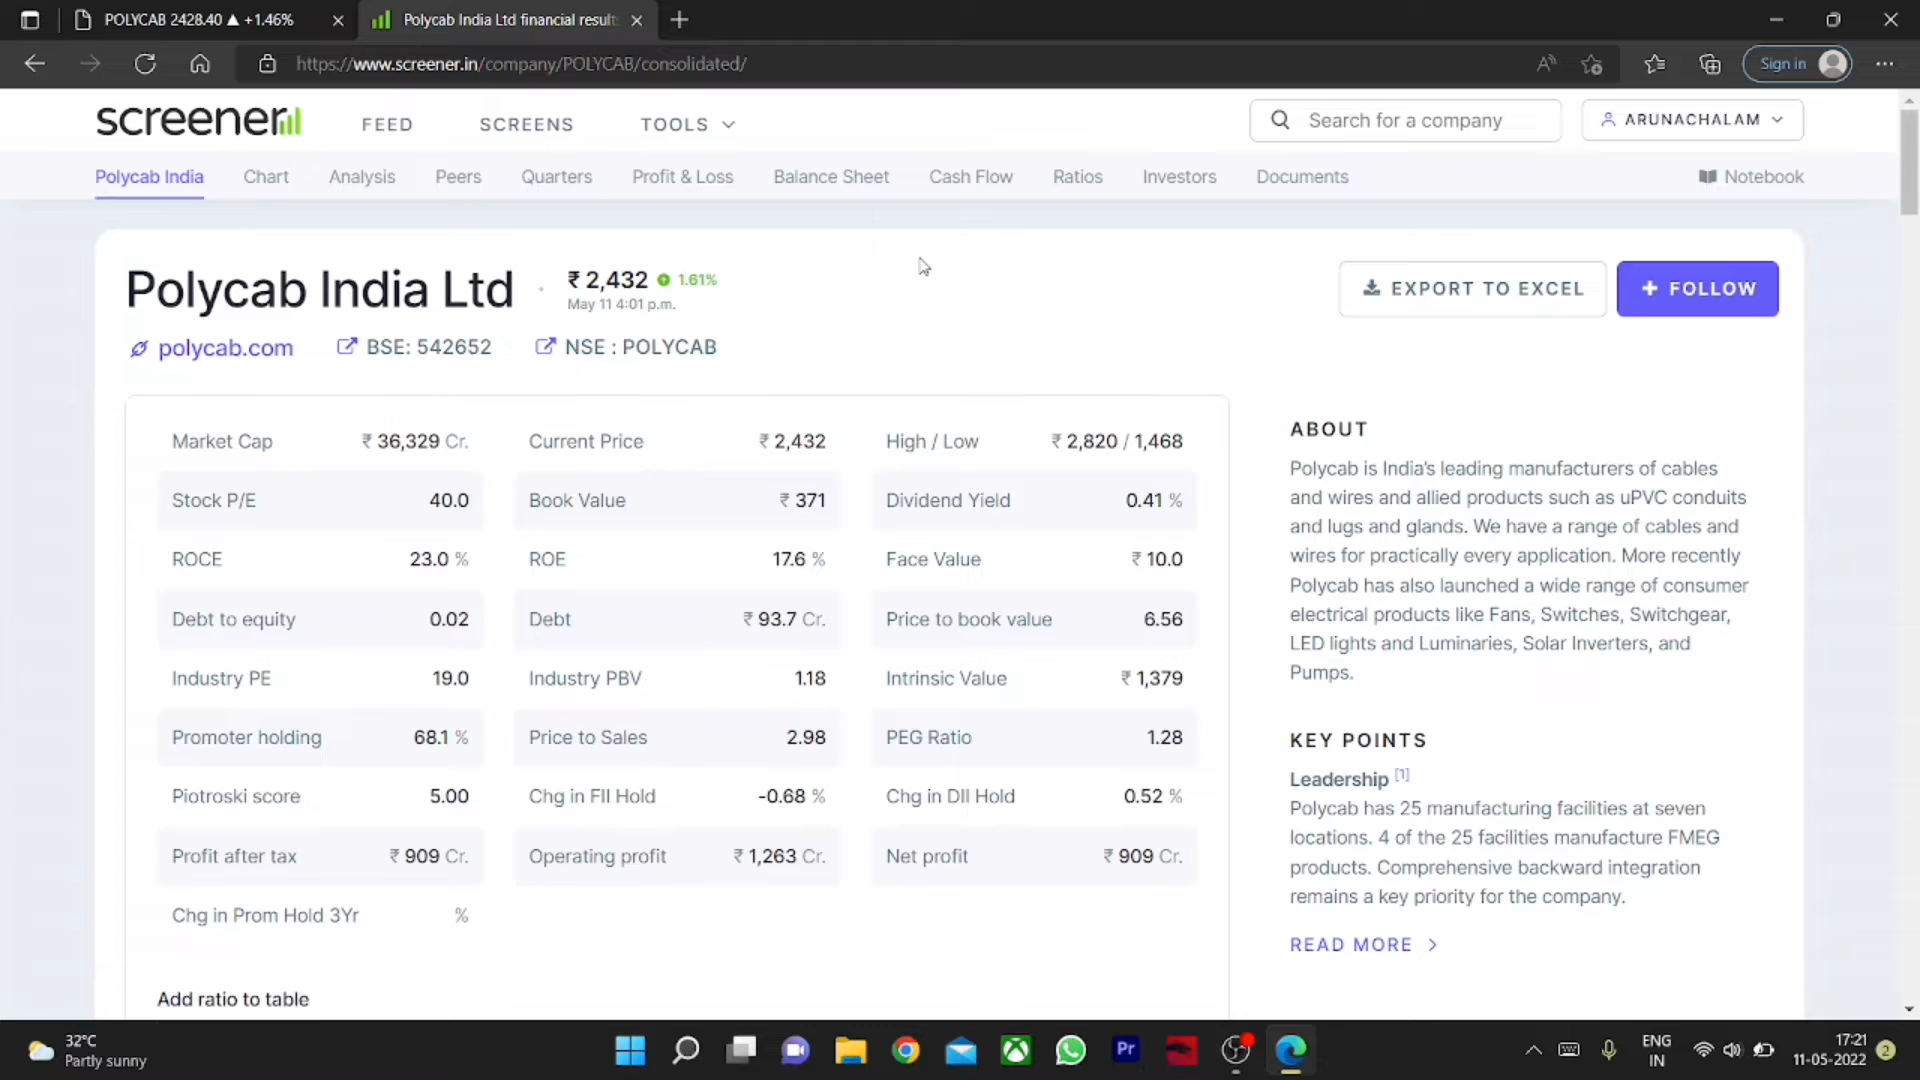 POLYCAB 2428.40 ▲ +1.46%
Polycab India Ltd financial result
https://www.screener.in/company/POLYCAB/consolidated/
Sign in
screener
FEED SCREENS TOOLS
Search for a company
ARUNACHALAM
Polycab India Chart Analysis Peers Quarters Profit & Loss Balance Sheet Cash Flow Ratios Investors Documents Notebook
Polycab India Ltd
₹ 2,432 1.61%
May 11 4:01 p.m.
EXPORT TO EXCEL
+ FOLLOW
polycab.com BSE: 542652 NSE : POLYCAB
Market Cap ₹ 36,329 Cr. Current Price ₹ 2,432 High / Low ₹ 2,820 / 1,468
Stock P/E 40.0 Book Value ₹ 371 Dividend Yield 0.41 %
ROCE 23.0 % ROE 17.6 % Face Value ₹ 10.0
Debt to equity 0.02 Debt ₹ 93.7 Cr. Price to book value 6.56
Industry PE 19.0 Industry PBV 1.18 Intrinsic Value ₹ 1,379
Promoter holding 68.1 % Price to Sales 2.98 PEG Ratio 1.28
Piotroski score 5.00 Chg in FII Hold -0.68 % Chg in DII Hold 0.52 %
Profit after tax ₹ 909 Cr. Operating profit ₹ 1,263 Cr. Net profit ₹ 909 Cr.
Chg in Prom Hold 3Yr %
Add ratio to table
ABOUT
Polycab is India's leading manufacturers of cables
and wires and allied products such as uPVC conduits
and lugs and glands. We have a range of cables and
wires for practically every application. More recently
Polycab has also launched a wide range of consumer
electrical products like Fans, Switches, Switchgear,
LED lights and Luminaries, Solar Inverters, and
Pumps.
KEY POINTS
Leadership [1]
Polycab has 25 manufacturing facilities at seven
locations. 4 of the 25 facilities manufacture FMEG
products. Comprehensive backward integration
remains a key priority for the company.
READ MORE >
32°C
Partly sunny
Pr
ENG
IN
17:21
11-05-2022
2